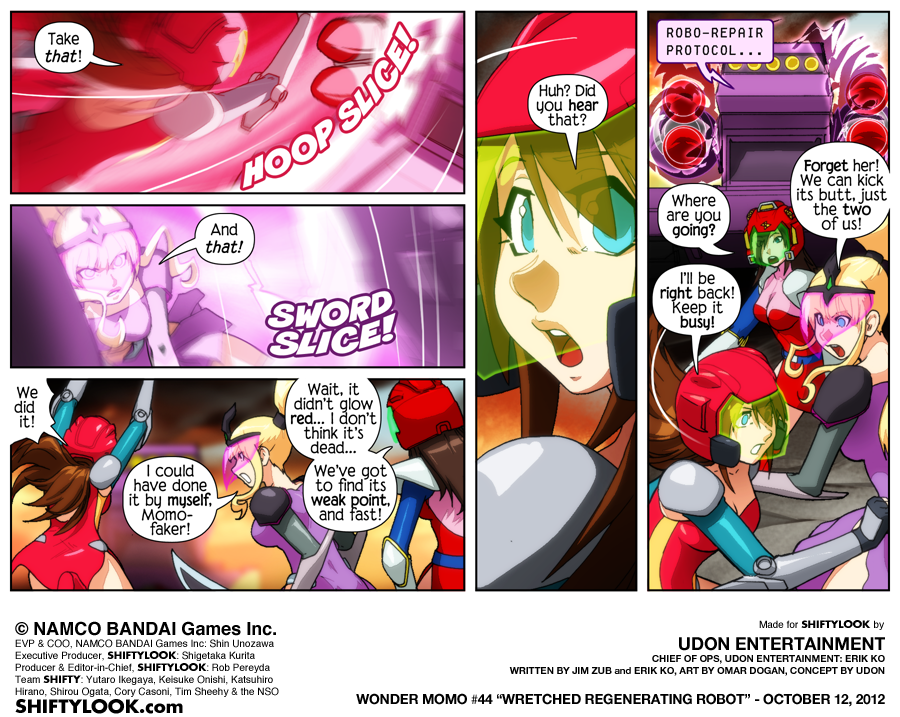 Take
that!
HOOP SLICE!
And
that!
SWORD
SLICE!
We
did
it!
I could
have done
it by myself,
Momo-
faker!
Wait, it
didn't glow
red... I don't
think it's
dead...
We've got
to find its
weak point,
and fast!
Huh? Did
you hear
that?
ROBO-REPAIR
PROTOCOL...
Forget her!
We can kick
its butt, just
the two
of us!
Where
are you
going?
I'll be
right back!
Keep it
busy!
© NAMCO BANDAI Games Inc.
EVP & COO, NAMCO BANDAI Games Inc: Shin Unozawa
Executive Producer, SHIFTYLOOK: Shigetaka Kurita
Producer & Editor-in-Chief, SHIFTYLOOK: Rob Pereyda
Team SHIFTY: Yutaro Ikegaya, Keisuke Onishi, Katsuhiro
Hirano, Shirou Ogata, Cory Casoni, Tim Sheehy & the NSO
SHIFTYLOOK.com
Made for SHIFTYLOOK by
UDON ENTERTAINMENT
CHIEF OF OPS, UDON ENTERTAINMENT: ERIK KO
WRITTEN BY JIM ZUB and ERIK KO, ART BY OMAR DOGAN, CONCEPT BY UDON
WONDER MOMO #44 “WRETCHED REGENERATING ROBOT” - OCTOBER 12, 2012